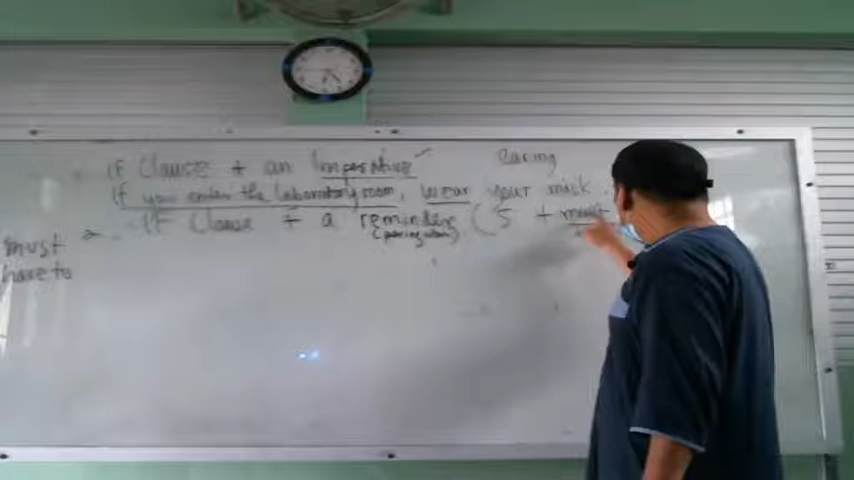 If Clause + an Imperative
caring
If you enter the Laboratory room, wear your mask.
If Clause + a reminder (S + must
must
have to